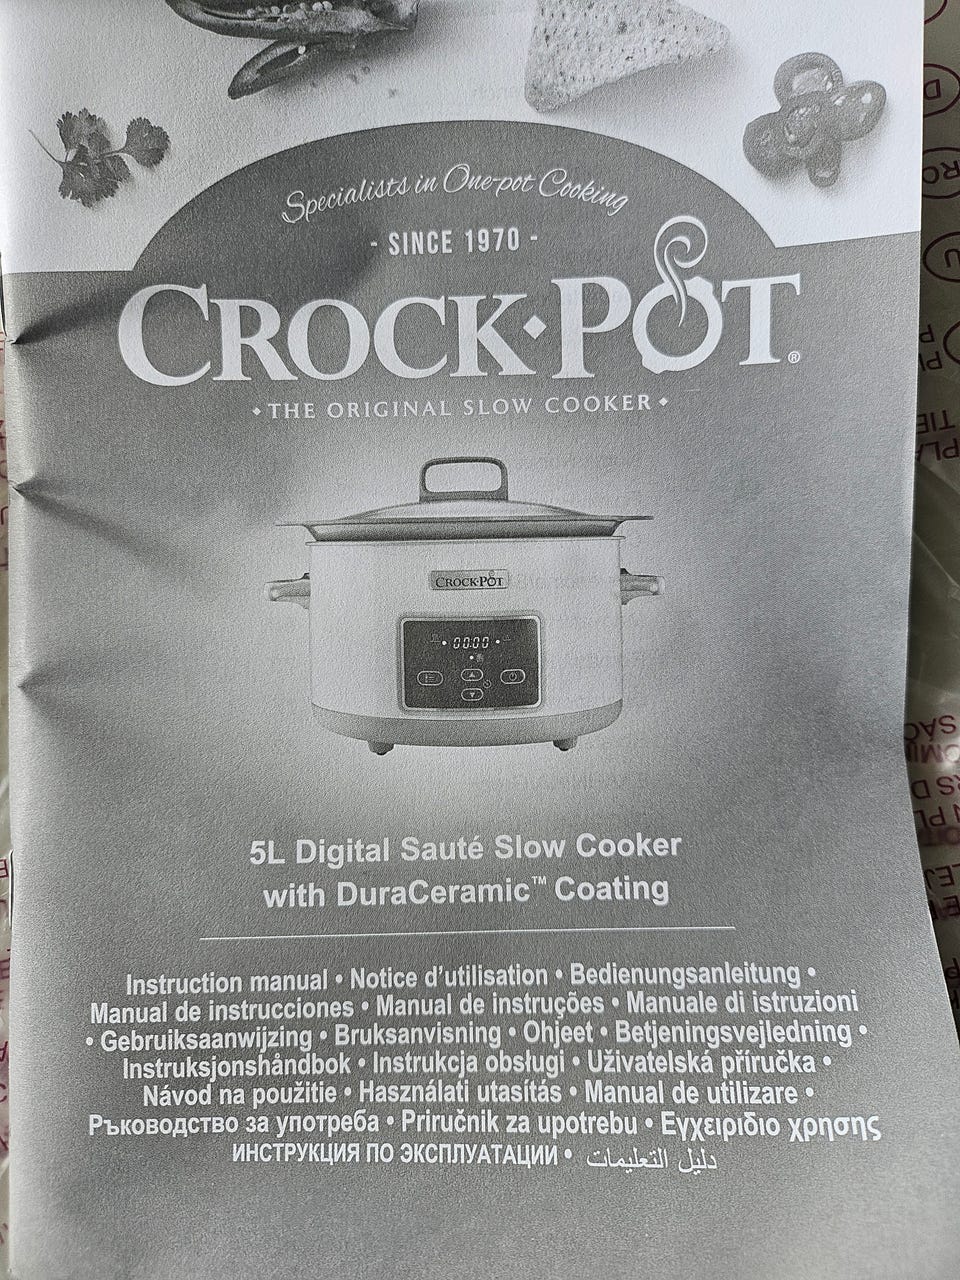 Specialists in One-pot Cooking
- SINCE 1970 -
CROCK•POT®
• THE ORIGINAL SLOW COOKER •
CROCK•POT
00:00
5L Digital Sauté Slow Cooker
with DuraCeramic™ Coating
Instruction manual • Notice d'utilisation • Bedienungsanleitung •
Manual de instrucciones • Manual de instruções • Manuale di istruzioni
• Gebruiksaanwijzing • Bruksanvisning • Ohjeet • Betjeningsvejledning •
Instruksjonshåndbok • Instrukcja obsługi • Uživatelská příručka •
Návod na použitie • Használati utasítás • Manual de utilizare •
Ръководство за употреба • Priručnik za upotrebu • Εγχειρίδιο χρησης
ИНСТРУКЦИЯ ПО ЭКСПЛУАТАЦИИ • دليل التعليمات